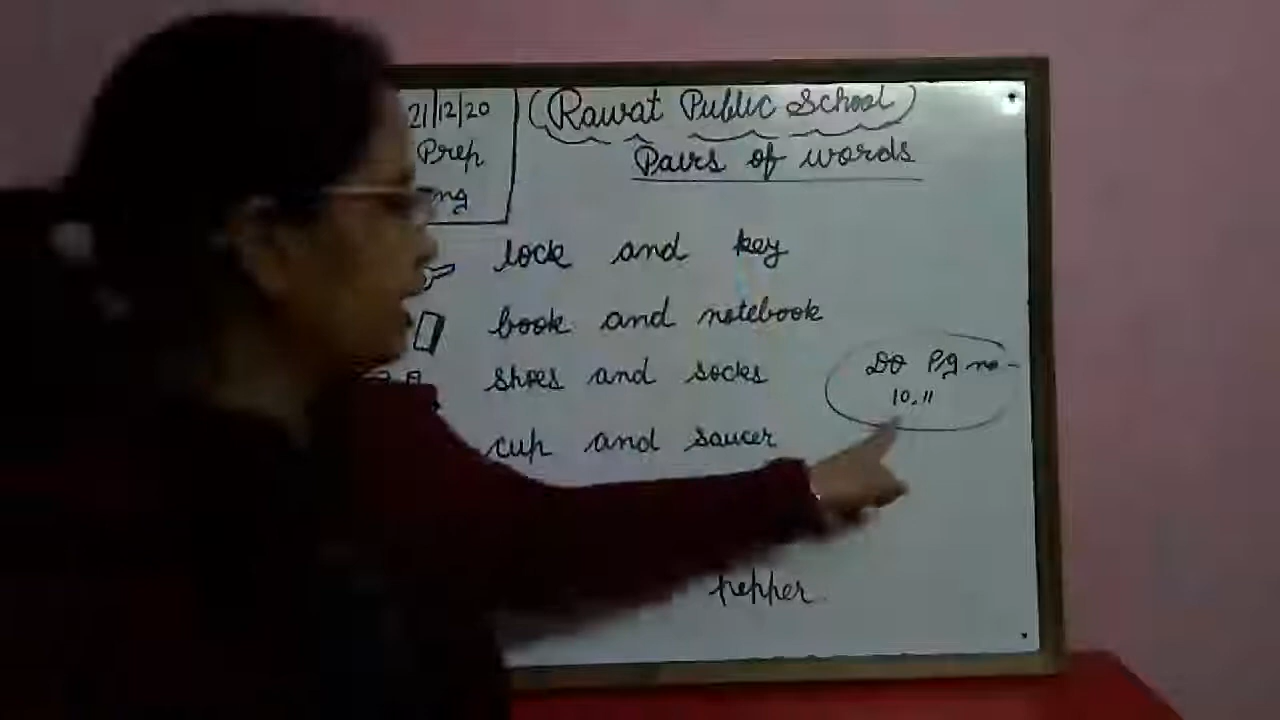 21/12/20
Prep
(Rawat Public School)
Pairs of words
lock and key
book and notebook
shoes and socks
cup and saucer
Do Pg no-
10, 11
pepper